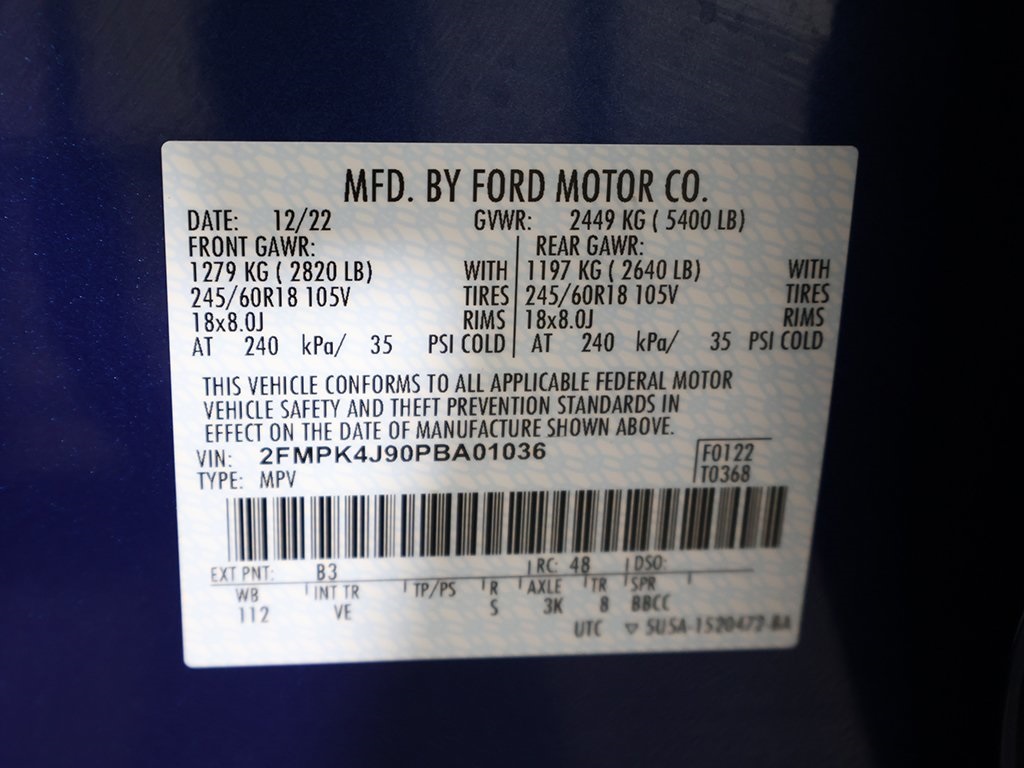 MFD. BY FORD MOTOR CO.
DATE: 12/22 GVWR: 2449 KG ( 5400 LB)
FRONT GAWR: REAR GAWR:
1279 KG ( 2820 LB) WITH 1197 KG ( 2640 LB) WITH
245/60R18 105V TIRES 245/60R18 105V TIRES
18x8.0J RIMS 18x8.0J RIMS
AT 240 kPa/ 35 PSI COLD AT 240 kPa/ 35 PSI COLD
THIS VEHICLE CONFORMS TO ALL APPLICABLE FEDERAL MOTOR
VEHICLE SAFETY AND THEFT PREVENTION STANDARDS IN
EFFECT ON THE DATE OF MANUFACTURE SHOWN ABOVE.
VIN: 2FMPK4J90PBA01036 F0122
TYPE: MPV T0368
EXT PNT: B3 RC: 48 DSO:
WB INT TR TP/PS R AXLE TR SPR
112 VE S 3K 8 BBCC
UTC ▽ 5U5A-1520472-BA